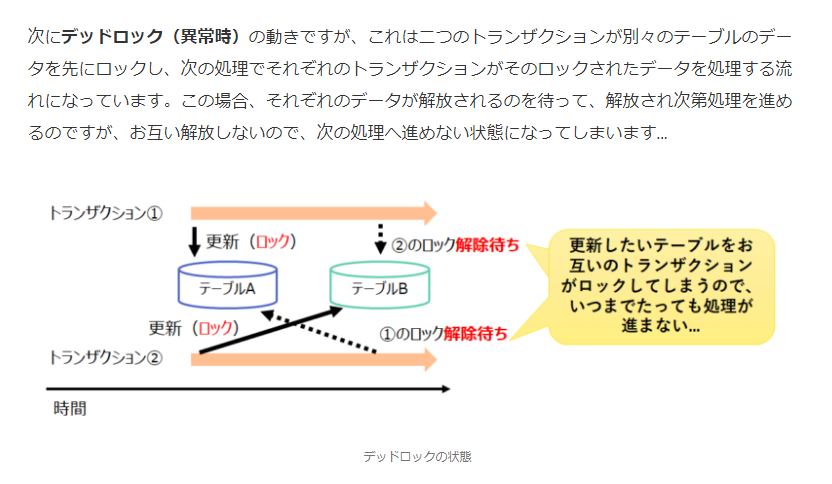 次にデッドロック（異常時）の動きですが、これは二つのトランザクションが別々のテーブルのデー
タを先にロックし、次の処理でそれぞれのトランザクションがそのロックされたデータを処理する流
れになっています。この場合、それぞれのデータが解放されるのを待って、解放され次第処理を進め
るのですが、お互い解放しないので、次の処理へ進めない状態になってしまいます...
トランザクション①
更新（ロック）
②のロック解除待ち
テーブルA
テーブルB
更新（ロック）
①のロック解除待ち
トランザクション②
時間
更新したいテーブルをお
互いのトランザクション
がロックしてしまうので、
いつまでたっても処理が
進まない...
デッドロックの状態